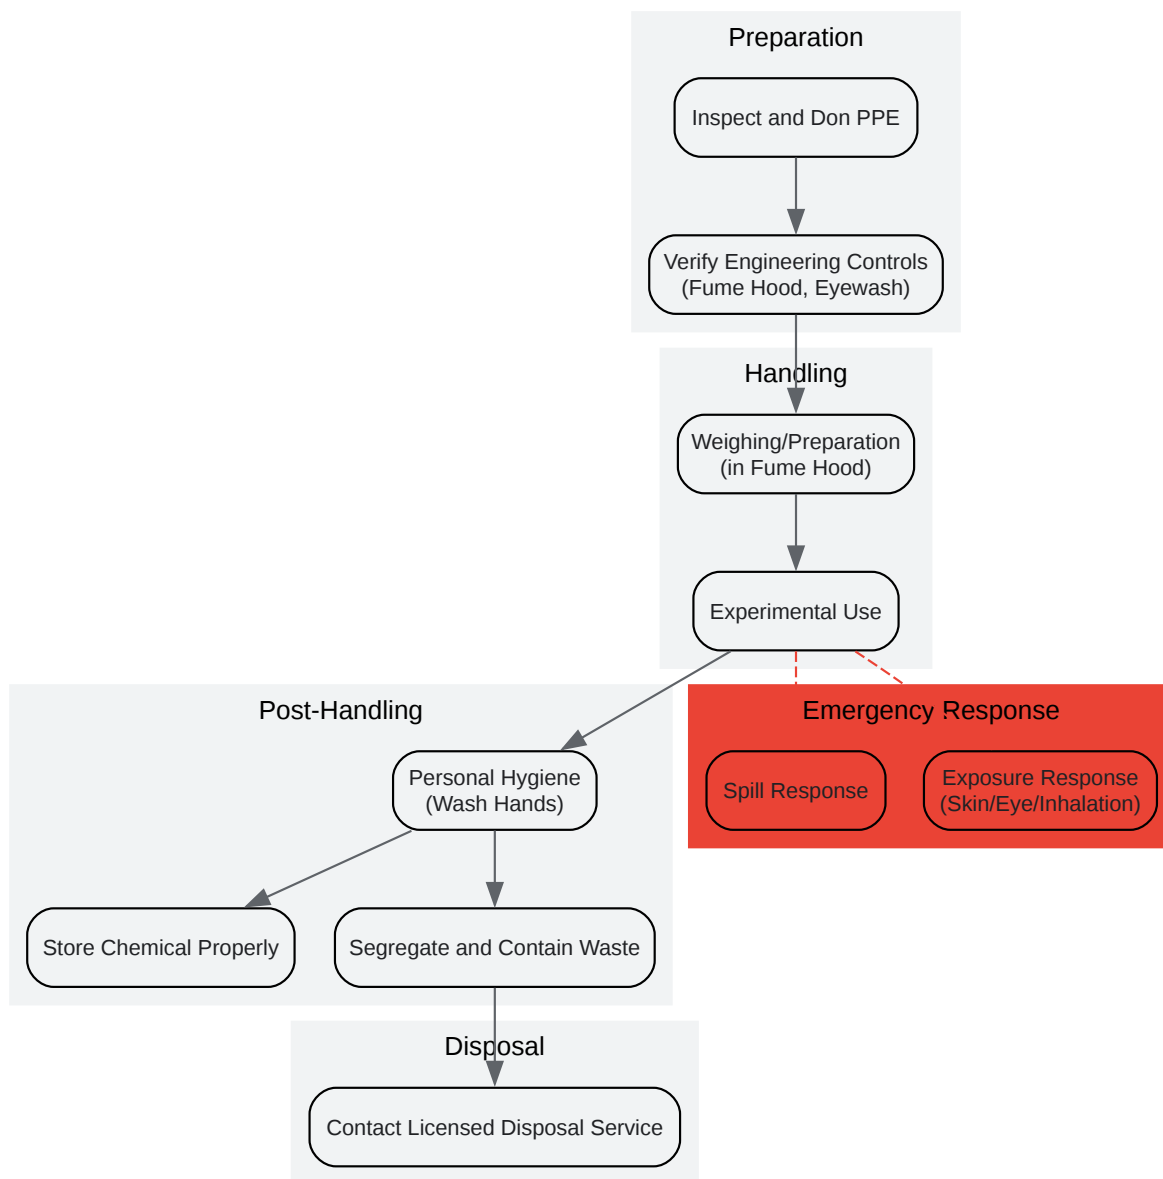 Preparation
Inspect and Don PPE
Verify Engineering Controls
(Fume Hood, Eyewash)
Handling
Weighing/Preparation
(in Fume Hood)
Experimental Use
Post-Handling
Personal Hygiene
(Wash Hands)
Store Chemical Properly
Segregate and Contain Waste
Emergency Response
Spill Response
Exposure Response
(Skin/Eye/Inhalation)
Disposal
Contact Licensed Disposal Service